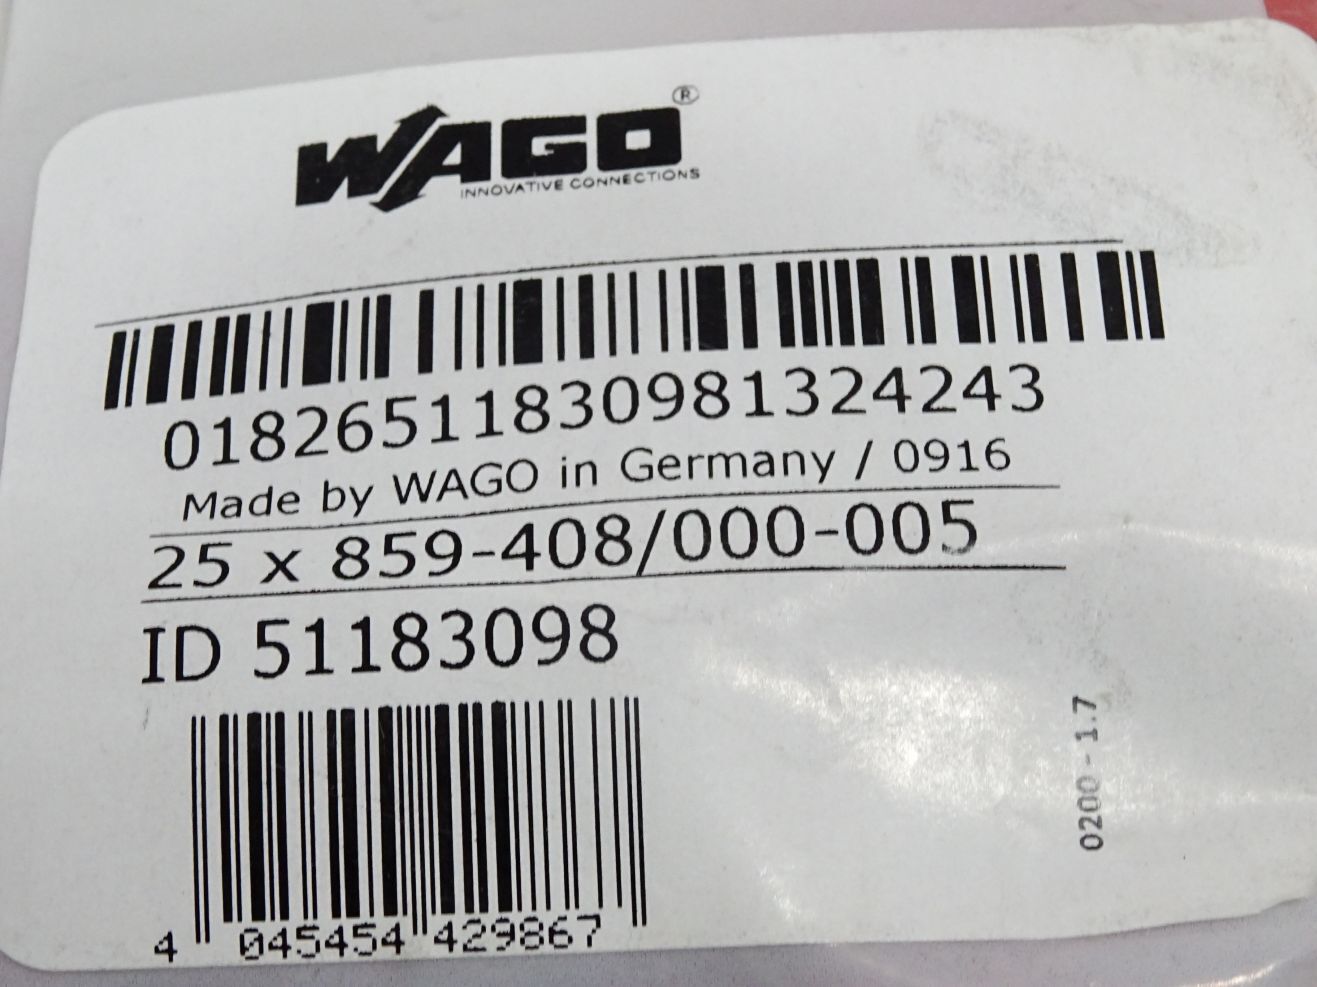 WAGO®
INNOVATIVE CONNECTIONS
01826511830981324243
Made by WAGO in Germany / 0916
25 x 859-408/000-005
ID 51183098
0200 - 1.7
4 045454 429867